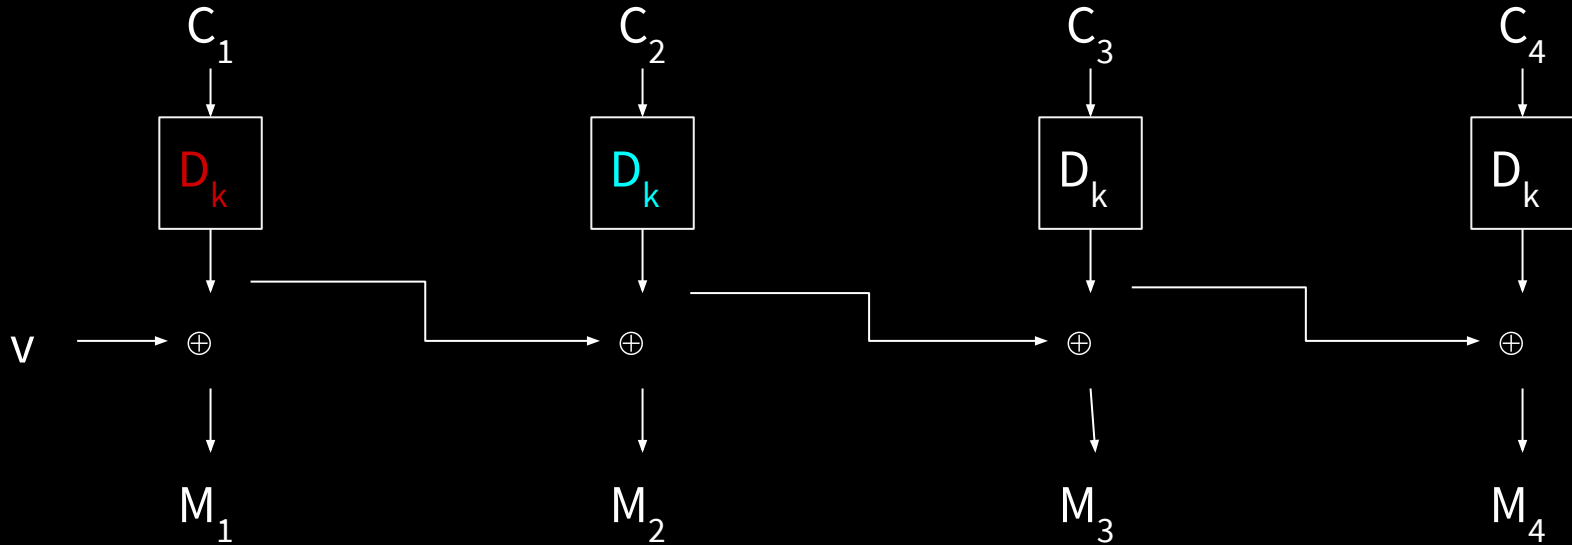 C1 C2 C3 C4
Dk Dk Dk Dk
v ⊕ ⊕ ⊕ ⊕
M1 M2 M3 M4